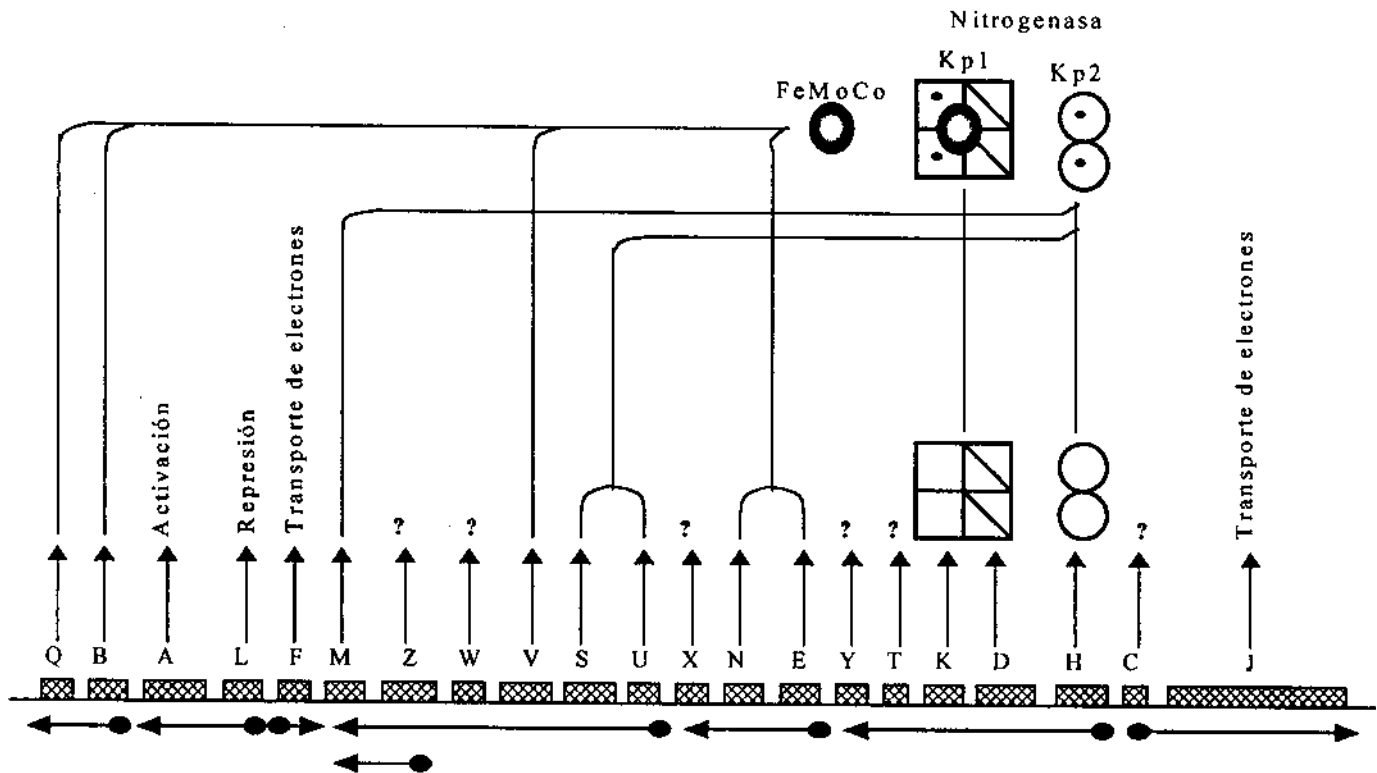 Nitrogenasa
Kp1
Kp2
FeMoCo
Activación
Represión
Transporte de electrones
Transporte de electrones
? ? ? ? ? ?
Q B A L F M Z W V S U X N E Y T K D H C J